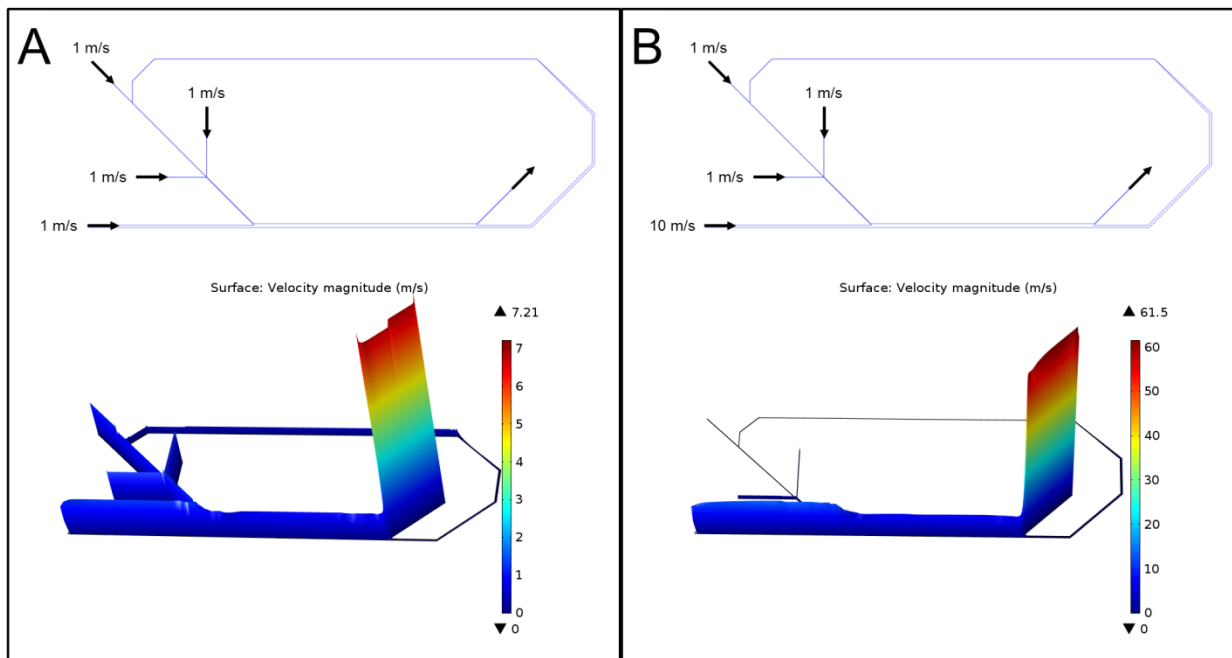 A
1 m/s
1 m/s
1 m/s
1 m/s
Surface: Velocity magnitude (m/s)
▲ 7.21
7
6
5
4
3
2
1
0
▼ 0
B
1 m/s
1 m/s
1 m/s
10 m/s
Surface: Velocity magnitude (m/s)
▲ 61.5
60
50
40
30
20
10
0
▼ 0